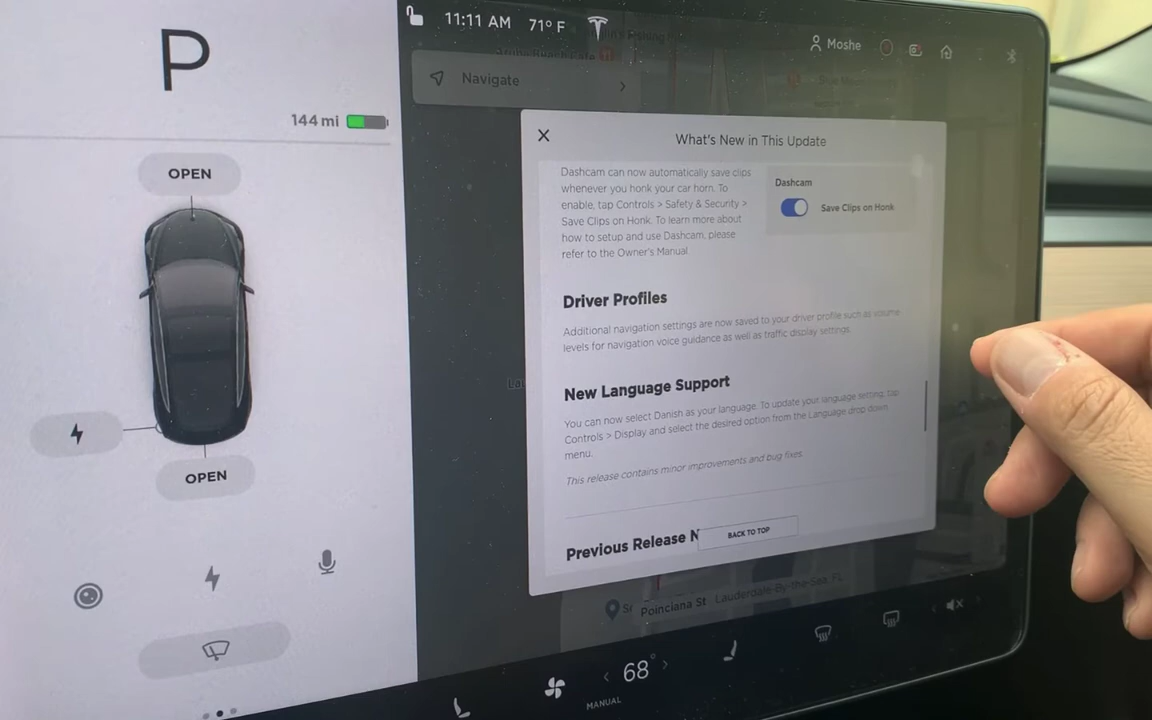 P
144 mi
OPEN
OPEN
11:11 AM
71° F
Moshe
Navigate
What's New in This Update
Dashcam can now automatically save clips
whenever you honk your car horn. To
enable, tap Controls > Safety & Security >
Save Clips on Honk. To learn more about
how to setup and use Dashcam, please
refer to the Owner's Manual
Dashcam
Save Clips on Honk
Driver Profiles
Additional navigation settings are now saved to your driver profile such as volume
levels for navigation voice guidance as well as traffic display settings.
New Language Support
You can now select Danish as your language. To update your language setting, tap
Controls > Display and select the desired option from the Language drop down
menu.
This release contains minor improvements and bug fixes.
Previous Release N
BACK TO TOP
Poinciana St
Lauderdale-By-the-Sea, FL
< 68° >
MANUAL